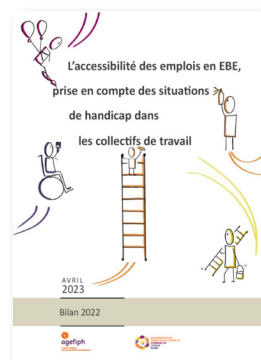 L'accessibilité des emplois en EBE,
prise en compte des situations
de handicap dans
les collectifs de travail
AVRIL
2023
Bilan 2022
agefiph